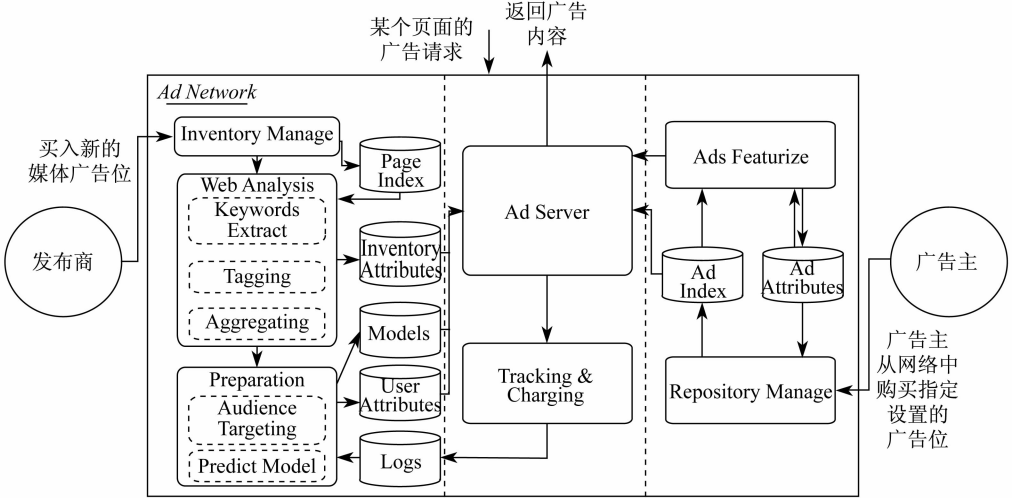 某个页面的
广告请求
返回广告
内容
Ad Network
买入新的
媒体广告位
发布商
Inventory Manage
Page
Index
Web Analysis
Keywords
Extract
Tagging
Aggregating
Inventory
Attributes
Models
Preparation
Audience
Targeting
Predict Model
User
Attributes
Logs
Ad Server
Tracking &
Charging
Ads Featurize
Ad
Index
Ad
Attributes
Repository Manage
广告主
广告主
从网络中
购买指定
设置的
广告位